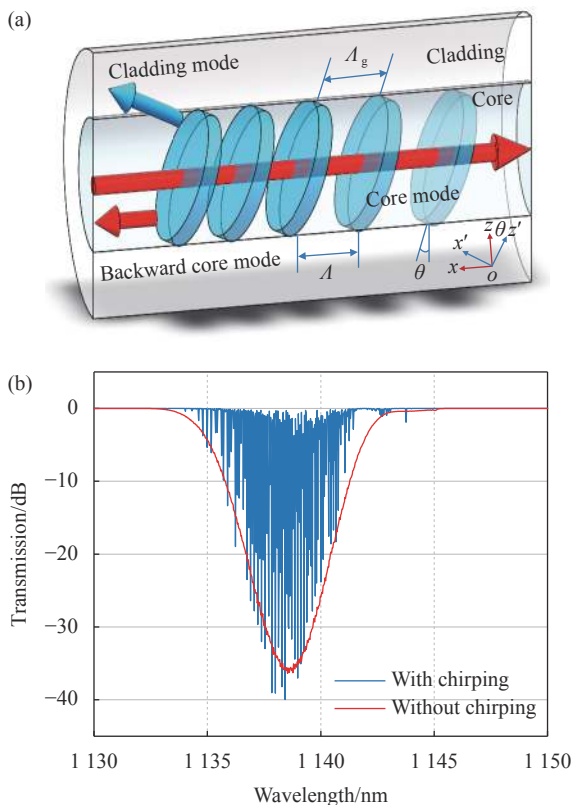 (a)
Λg
Cladding mode
Cladding
Core
Core mode
z
θ
z′
x′
x
o
Backward core mode
Λ
θ
(b)
0
−10
−20
−30
−40
Transmission/dB
With chirping
Without chirping
1 130
1 135
1 140
1 145
1 150
Wavelength/nm